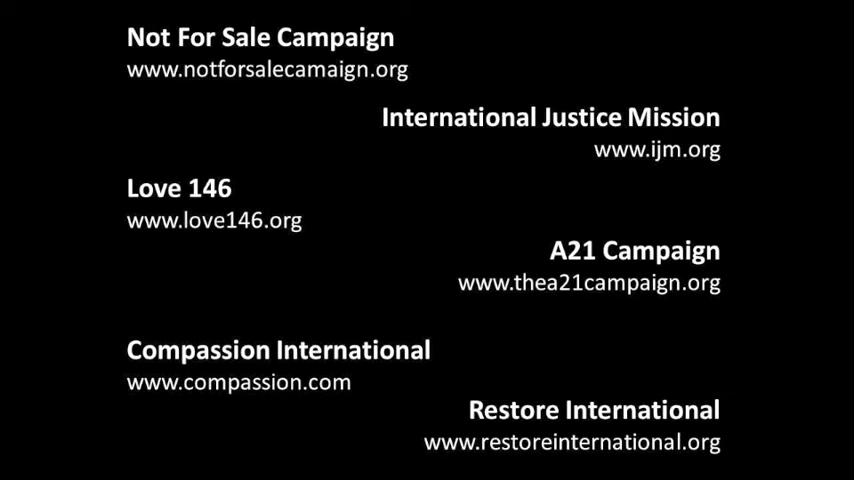 Not For Sale Campaign
www.notforsalecamaign.org
International Justice Mission
www.ijm.org
Love 146
www.love146.org
A21 Campaign
www.thea21campaign.org
Compassion International
www.compassion.com
Restore International
www.restoreinternational.org